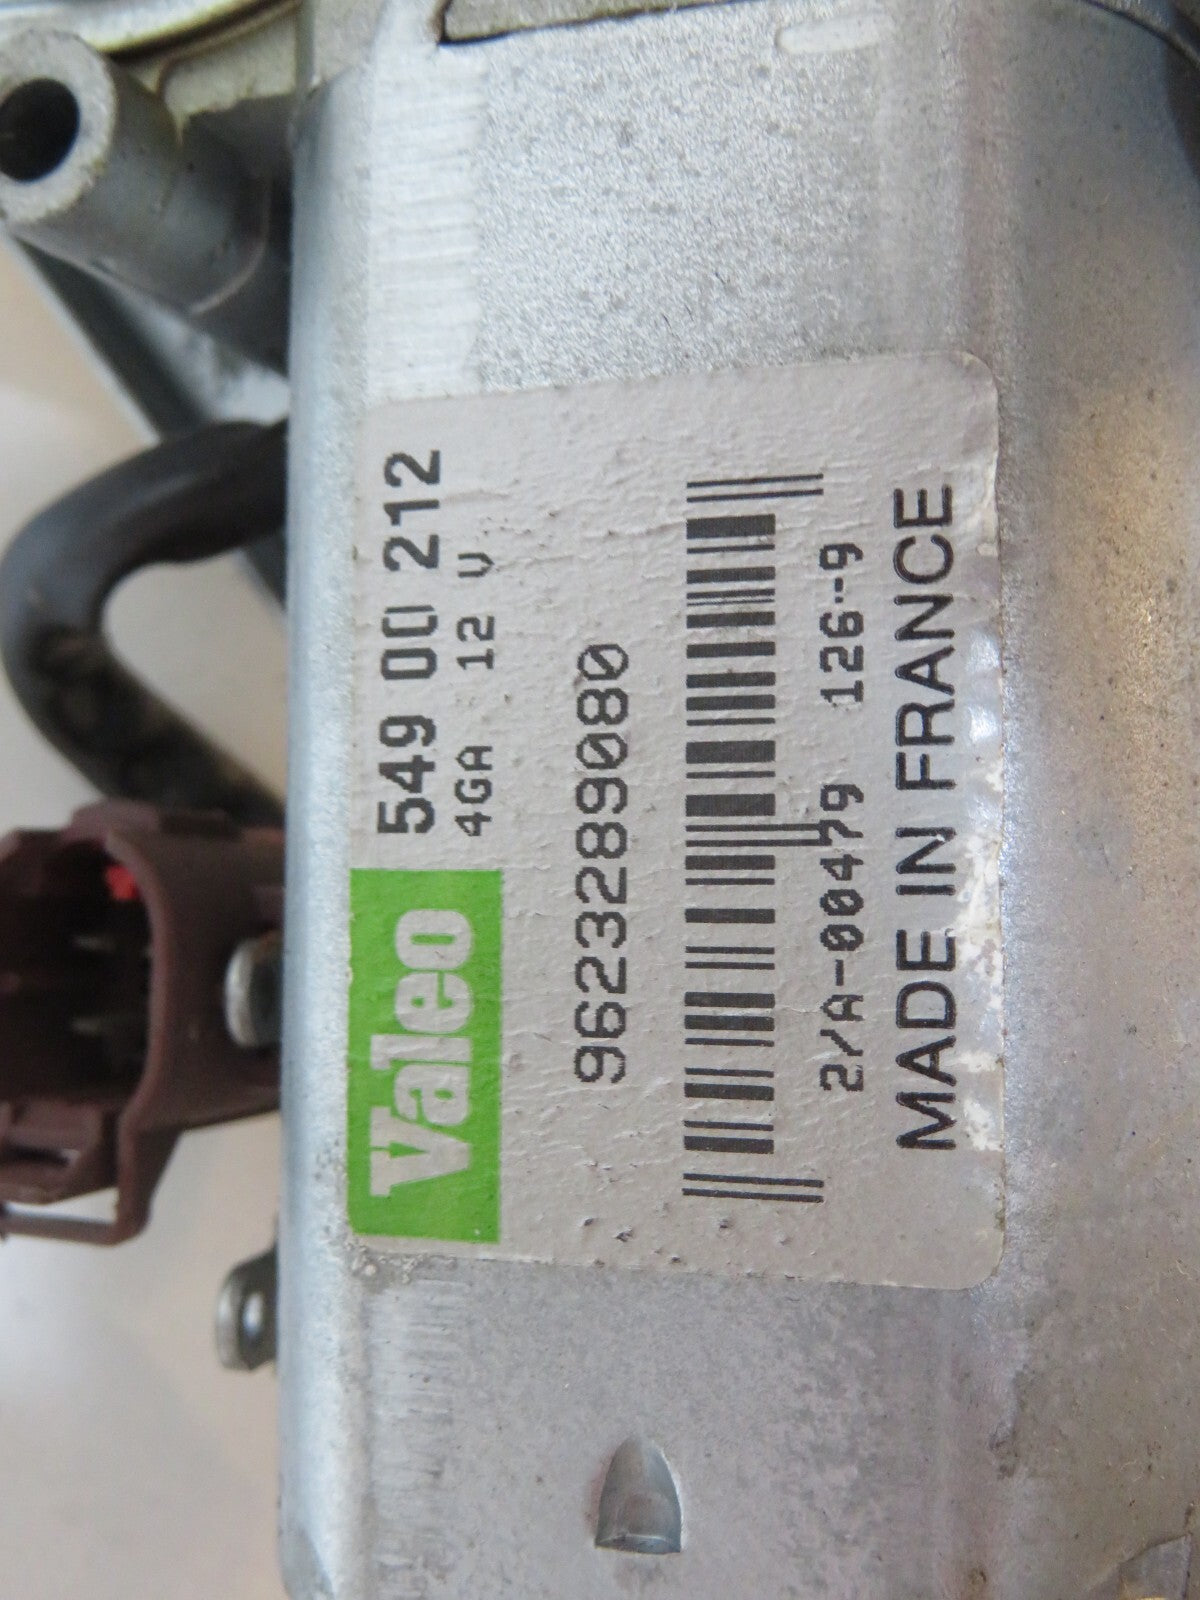 Valeo
549 00 212
4GA 12 V
9623289080
2/A-00479 126--9
MADE IN FRANCE